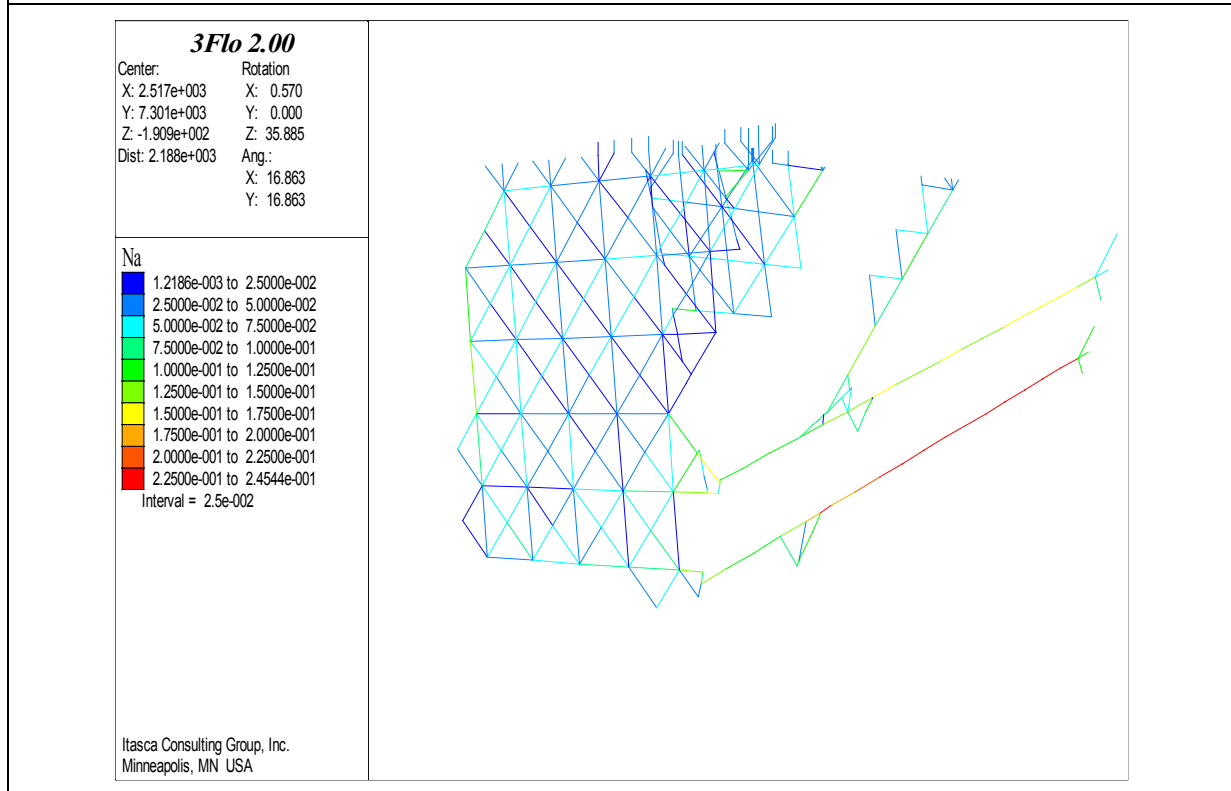 3Flo 2.00
Center: Rotation
X: 2.517e+003 X: 0.570
Y: 7.301e+003 Y: 0.000
Z: -1.909e+002 Z: 35.885
Dist: 2.188e+003 Ang.:
X: 16.863
Y: 16.863
Na
1.2186e-003 to 2.5000e-002
2.5000e-002 to 5.0000e-002
5.0000e-002 to 7.5000e-002
7.5000e-002 to 1.0000e-001
1.0000e-001 to 1.2500e-001
1.2500e-001 to 1.5000e-001
1.5000e-001 to 1.7500e-001
1.7500e-001 to 2.0000e-001
2.0000e-001 to 2.2500e-001
2.2500e-001 to 2.4544e-001
Interval = 2.5e-002
Itasca Consulting Group, Inc.
Minneapolis, MN USA